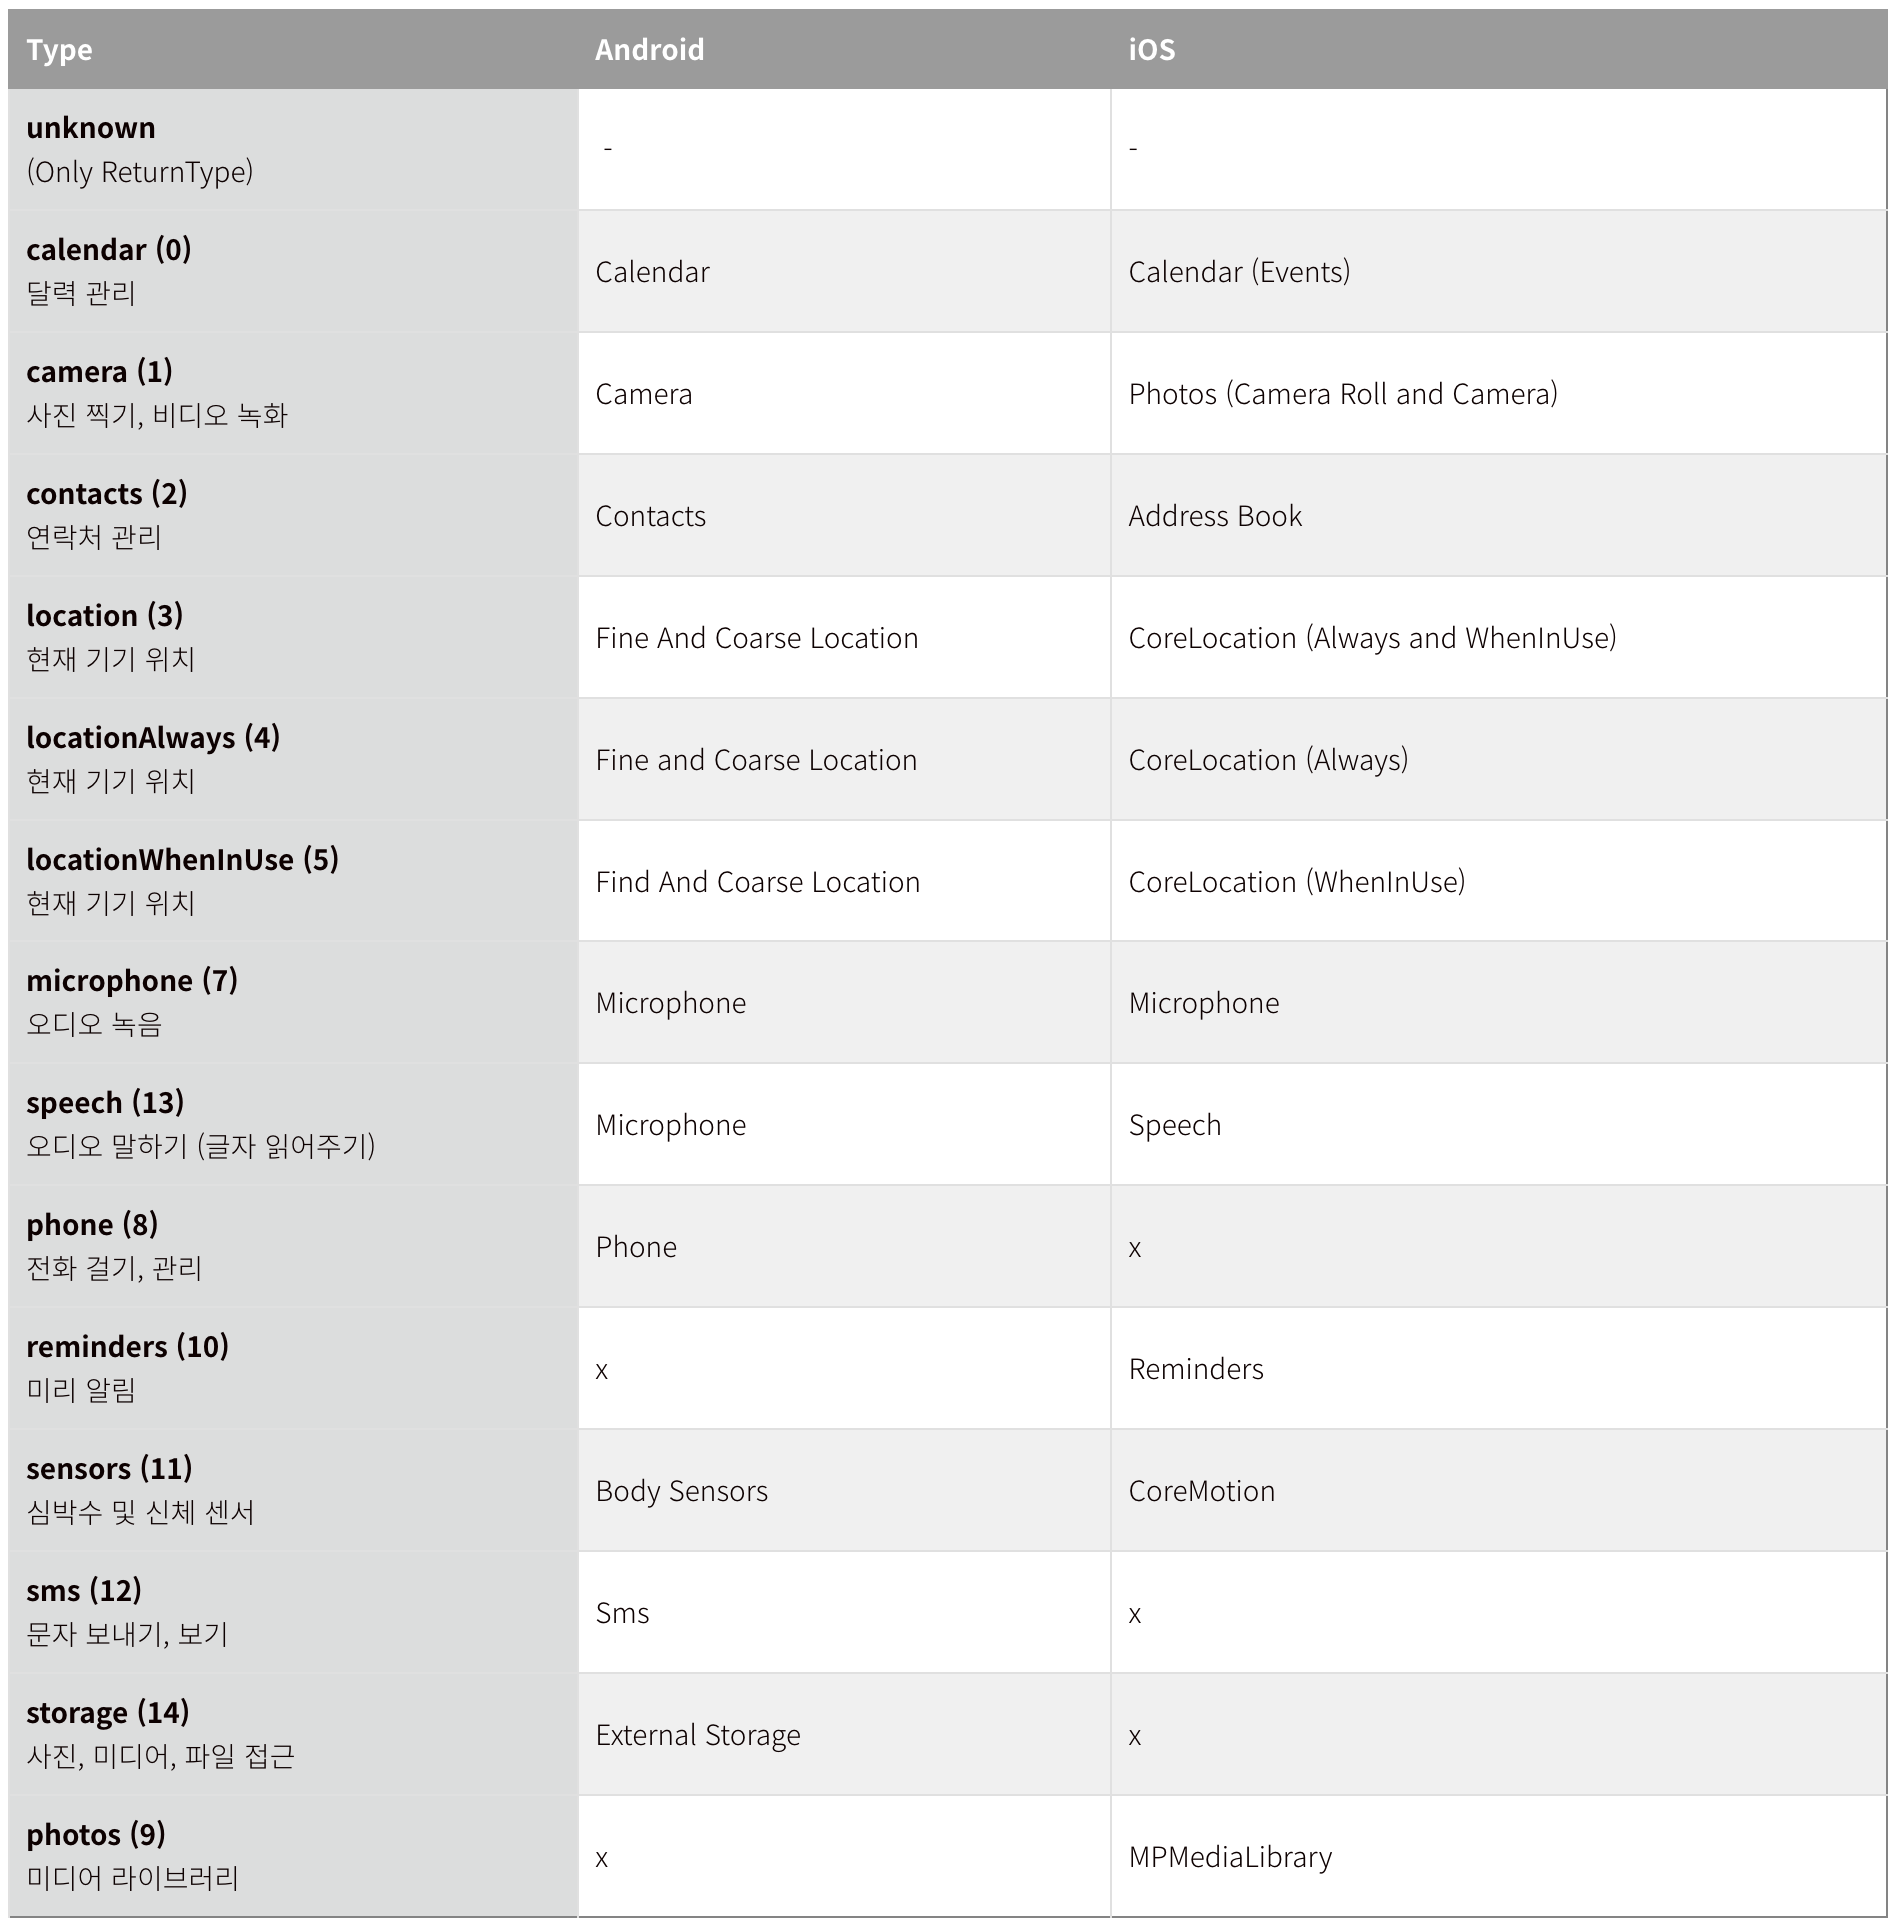 Type Android iOS
unknown
(Only ReturnType)
- -
calendar (0)
달력 관리
Calendar Calendar (Events)
camera (1)
사진 찍기, 비디오 녹화
Camera Photos (Camera Roll and Camera)
contacts (2)
연락처 관리
Contacts Address Book
location (3)
현재 기기 위치
Fine And Coarse Location CoreLocation (Always and WhenInUse)
locationAlways (4)
현재 기기 위치
Fine and Coarse Location CoreLocation (Always)
locationWhenInUse (5)
현재 기기 위치
Find And Coarse Location CoreLocation (WhenInUse)
microphone (7)
오디오 녹음
Microphone Microphone
speech (13)
오디오 말하기 (글자 읽어주기)
Microphone Speech
phone (8)
전화 걸기, 관리
Phone x
reminders (10)
미리 알림
x Reminders
sensors (11)
심박수 및 신체 센서
Body Sensors CoreMotion
sms (12)
문자 보내기, 보기
Sms x
storage (14)
사진, 미디어, 파일 접근
External Storage x
photos (9)
미디어 라이브러리
x MPMediaLibrary